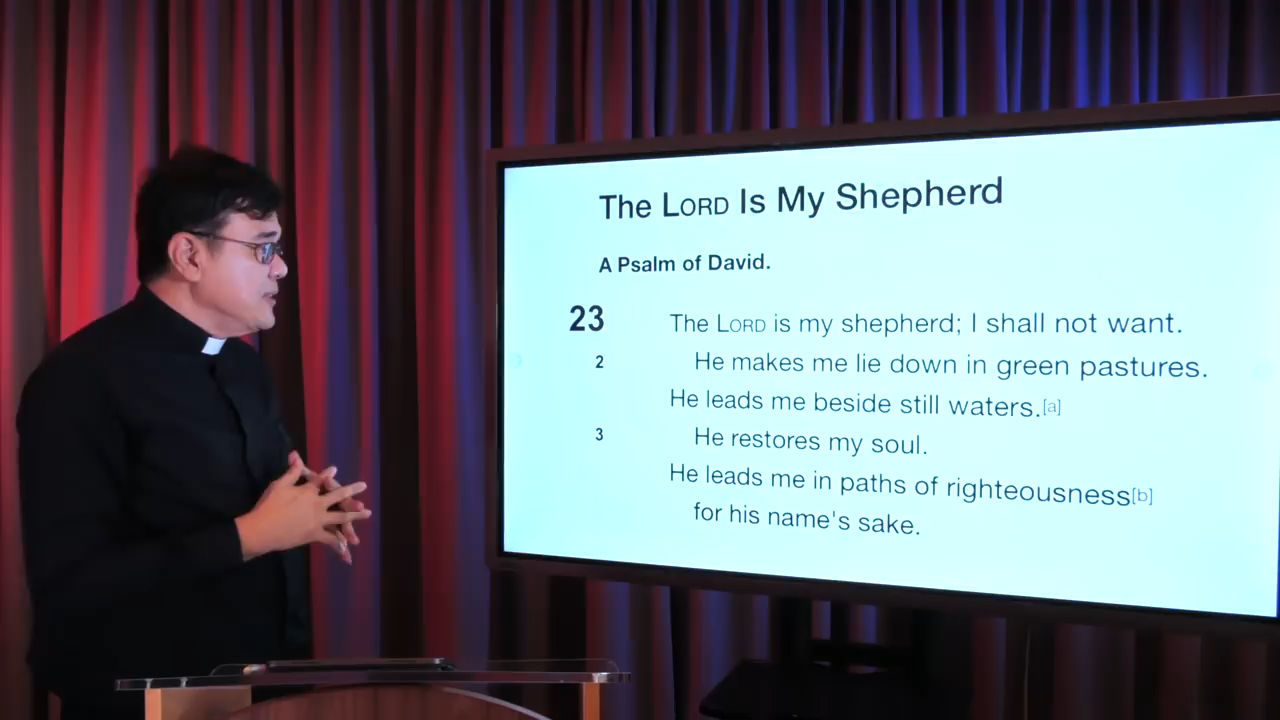 The LORD Is My Shepherd
A Psalm of David.
23 The LORD is my shepherd; I shall not want.
2 He makes me lie down in green pastures.
He leads me beside still waters.[a]
3 He restores my soul.
He leads me in paths of righteousness[b]
for his name's sake.